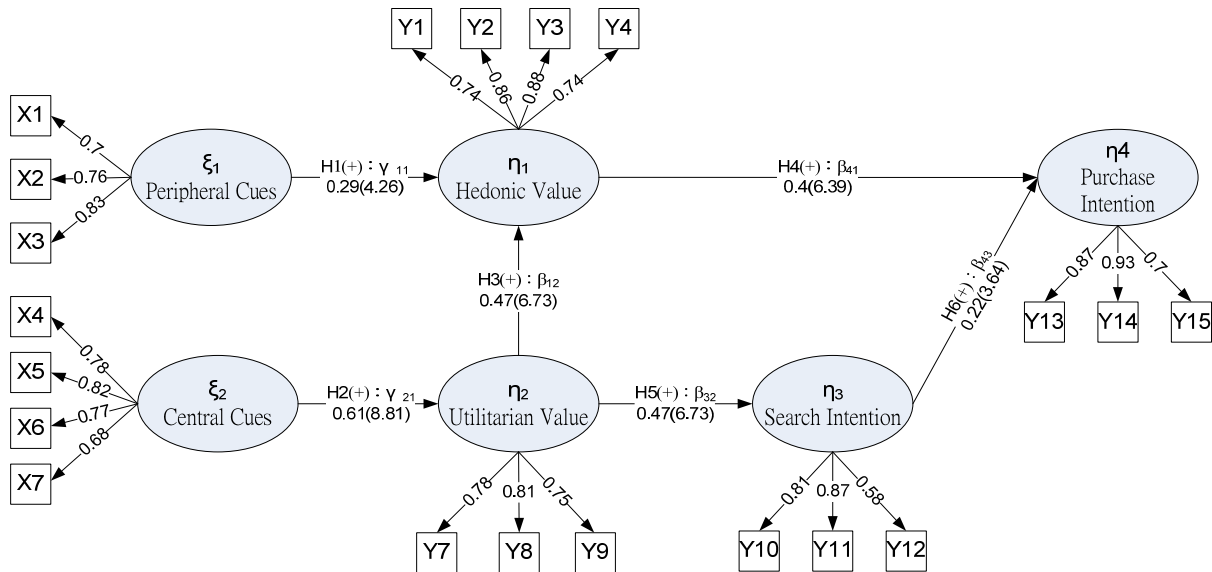 Y1
Y2
Y3
Y4
0.74
0.86
0.88
0.74
X1
X2
X3
0.7
0.76
0.83
ξ1
Peripheral Cues
H1(+)：γ 11
0.29(4.26)
η1
Hedonic Value
H4(+)：β41
0.4(6.39)
η4
Purchase
Intention
0.87
0.93
0.7
Y13
Y14
Y15
H3(+)：β12
0.47(6.73)
H6(+)：β43
0.22(3.64)
X4
X5
X6
X7
0.78
0.82
0.77
0.68
ξ2
Central Cues
H2(+)：γ 21
0.61(8.81)
η2
Utilitarian Value
H5(+)：β32
0.47(6.73)
η3
Search Intention
0.78
0.81
0.75
Y7
Y8
Y9
0.81
0.87
0.58
Y10
Y11
Y12